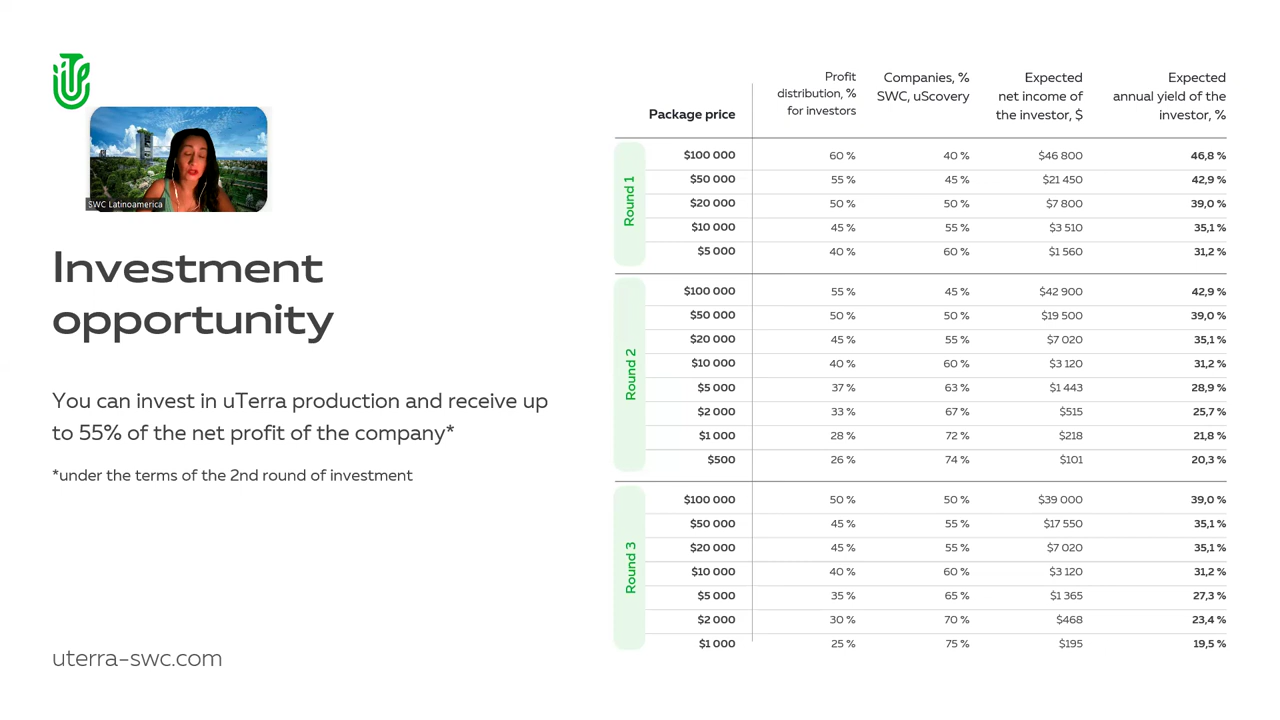 SWC Latinoamerica
Investment
opportunity
You can invest in uTerra production and receive up
to 55% of the net profit of the company*
*under the terms of the 2nd round of investment
uterra-swc.com
Package price
Profit
distribution, %
for investors
Companies, %
SWC, uScovery
Expected
net income of
the investor, $
Expected
annual yield of the
investor, %
Round 1
$100 000 60 % 40 % $46 800 46,8 %
$50 000 55 % 45 % $21 450 42,9 %
$20 000 50 % 50 % $7 800 39,0 %
$10 000 45 % 55 % $3 510 35,1 %
$5 000 40 % 60 % $1 560 31,2 %
Round 2
$100 000 55 % 45 % $42 900 42,9 %
$50 000 50 % 50 % $19 500 39,0 %
$20 000 45 % 55 % $7 020 35,1 %
$10 000 40 % 60 % $3 120 31,2 %
$5 000 37 % 63 % $1 443 28,9 %
$2 000 33 % 67 % $515 25,7 %
$1 000 28 % 72 % $218 21,8 %
$500 26 % 74 % $101 20,3 %
Round 3
$100 000 50 % 50 % $39 000 39,0 %
$50 000 45 % 55 % $17 550 35,1 %
$20 000 45 % 55 % $7 020 35,1 %
$10 000 40 % 60 % $3 120 31,2 %
$5 000 35 % 65 % $1 365 27,3 %
$2 000 30 % 70 % $468 23,4 %
$1 000 25 % 75 % $195 19,5 %